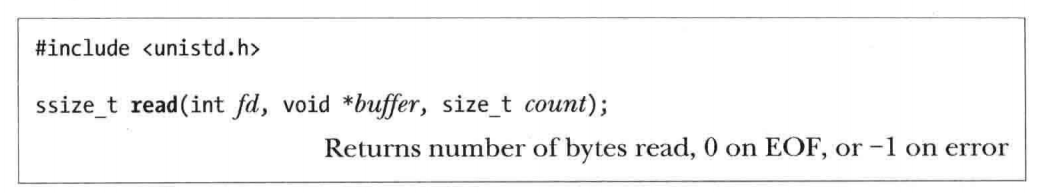 #include <unistd.h>
ssize_t read(int fd, void *buffer, size_t count);
Returns number of bytes read, 0 on EOF, or −1 on error